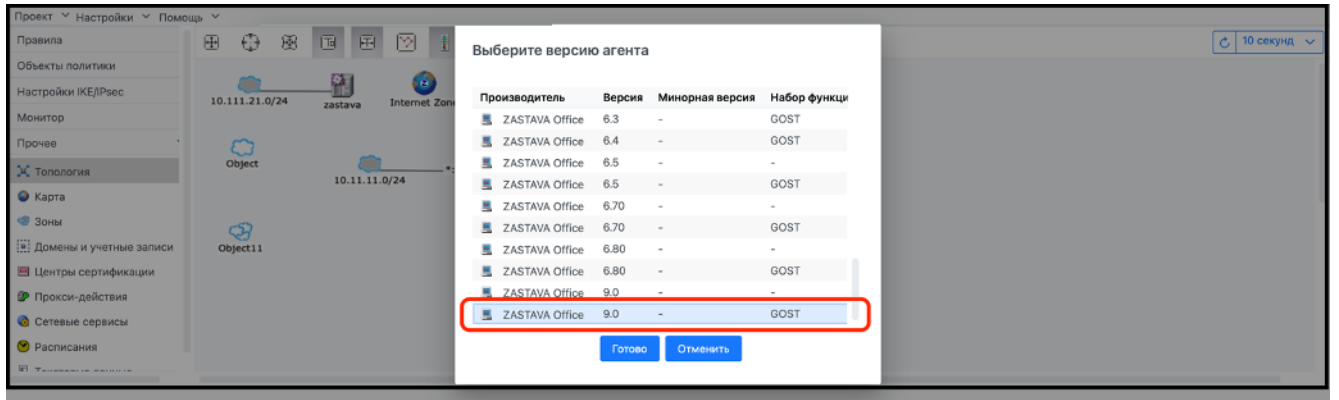 Проект Настройки Помощь
Правила
Объекты политики
Настройки IKE/IPsec
Монитор
Прочее
Топология
Карта
Зоны
Домены и учетные записи
Центры сертификации
Прокси-действия
Сетевые сервисы
Расписания
10.111.21.0/24
zastava
Internet Zone
Object
10.11.11.0/24
Object11
10 секунд
Выберите версию агента
Производитель Версия Минорная версия Набор функци
ZASTAVA Office 6.3 - GOST
ZASTAVA Office 6.4 - GOST
ZASTAVA Office 6.5 - -
ZASTAVA Office 6.5 - GOST
ZASTAVA Office 6.70 - -
ZASTAVA Office 6.70 - GOST
ZASTAVA Office 6.80 - -
ZASTAVA Office 6.80 - GOST
ZASTAVA Office 9.0 - -
ZASTAVA Office 9.0 - GOST
Готово Отменить